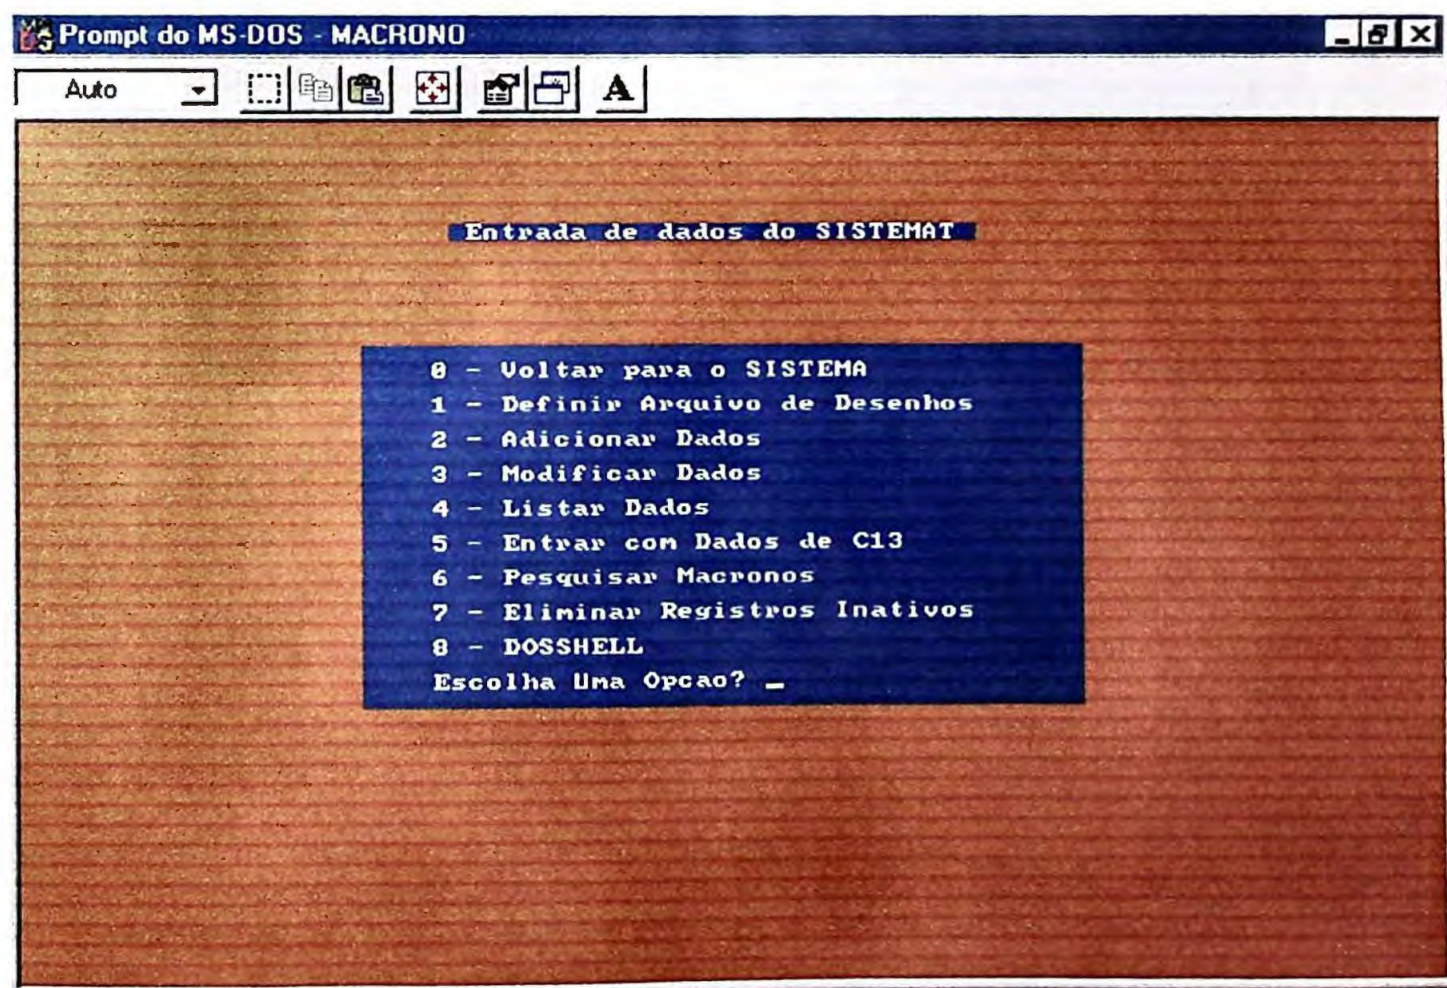 Prompt do MS-DOS - MACRONO
Auto
A
Entrada de dados do SISTEMAT
0 - Voltar para o SISTEMA
1 - Definir Arquivo de Desenhos
2 - Adicionar Dados
3 - Modificar Dados
4 - Listar Dados
5 - Entrar com Dados de C13
6 - Pesquisar Macronos
7 - Eliminar Registros Inativos
8 - DOSSHELL
Escolha Uma Opcao? _